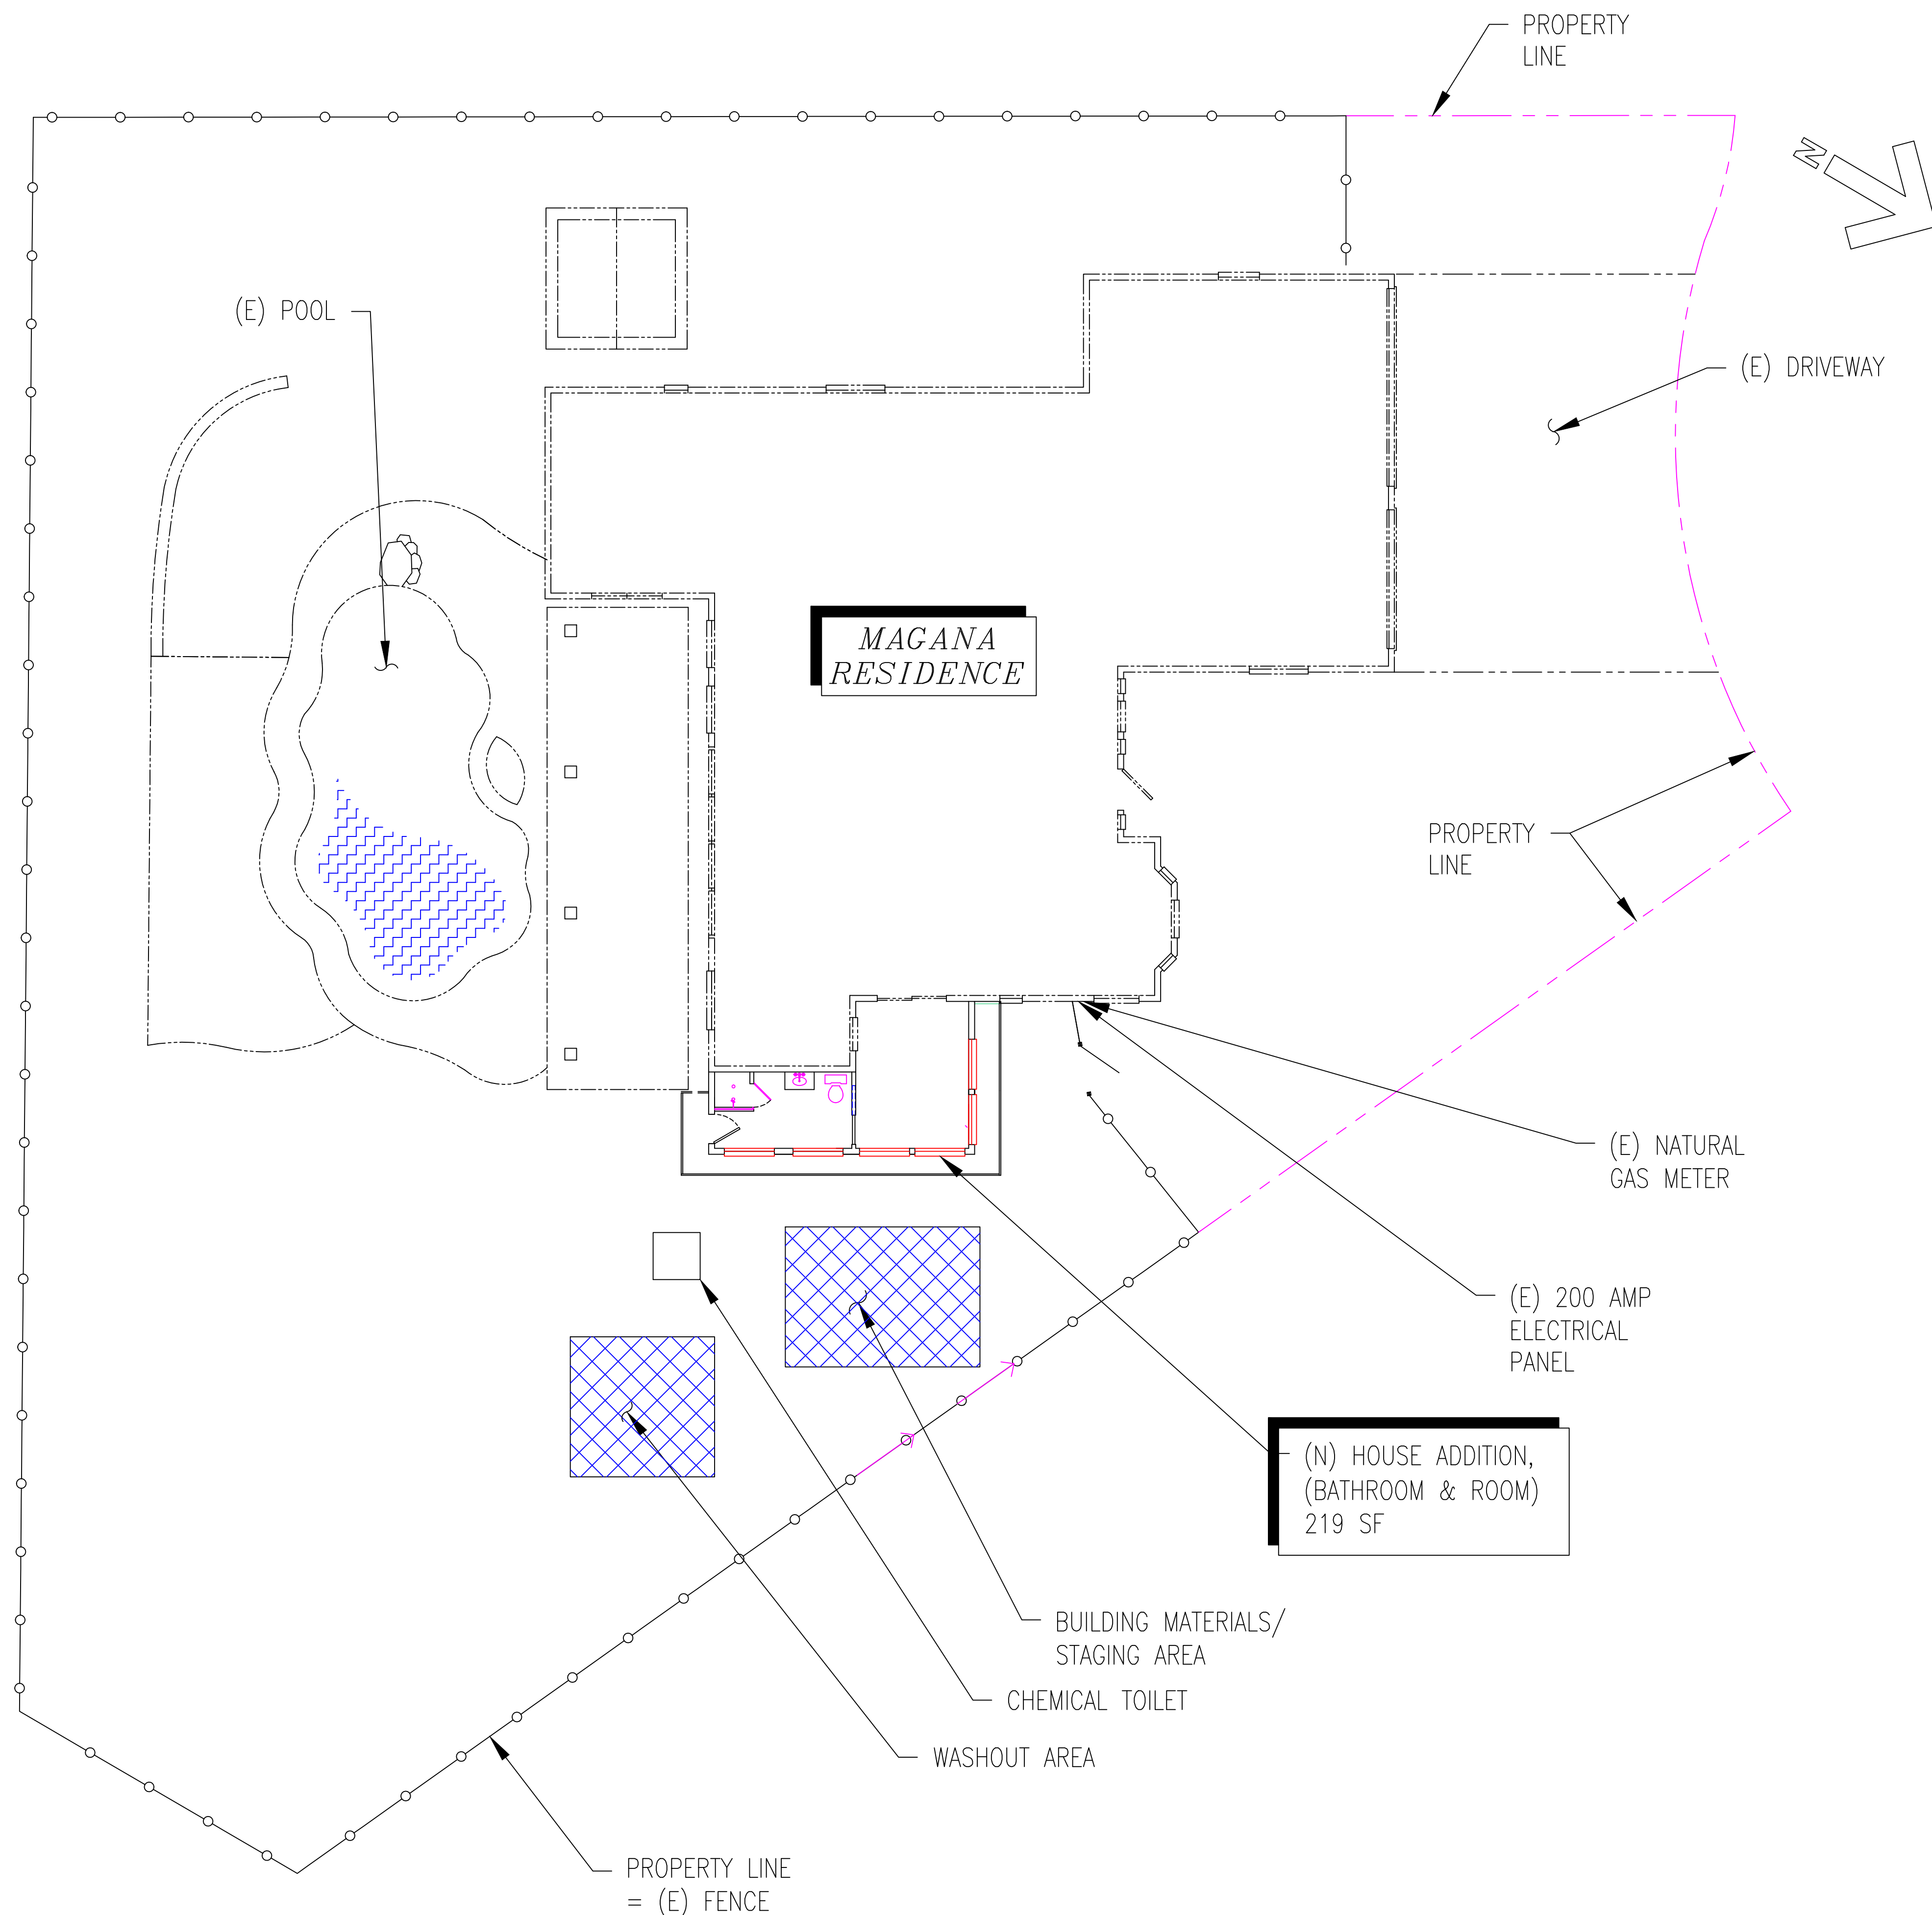 PROPERTY
LINE
N
(E) POOL
(E) DRIVEWAY
MAGANA
RESIDENCE
PROPERTY
LINE
(E) NATURAL
GAS METER
(E) 200 AMP
ELECTRICAL
PANEL
(N) HOUSE ADDITION,
(BATHROOM & ROOM)
219 SF
BUILDING MATERIALS/
STAGING AREA
CHEMICAL TOILET
WASHOUT AREA
PROPERTY LINE
= (E) FENCE